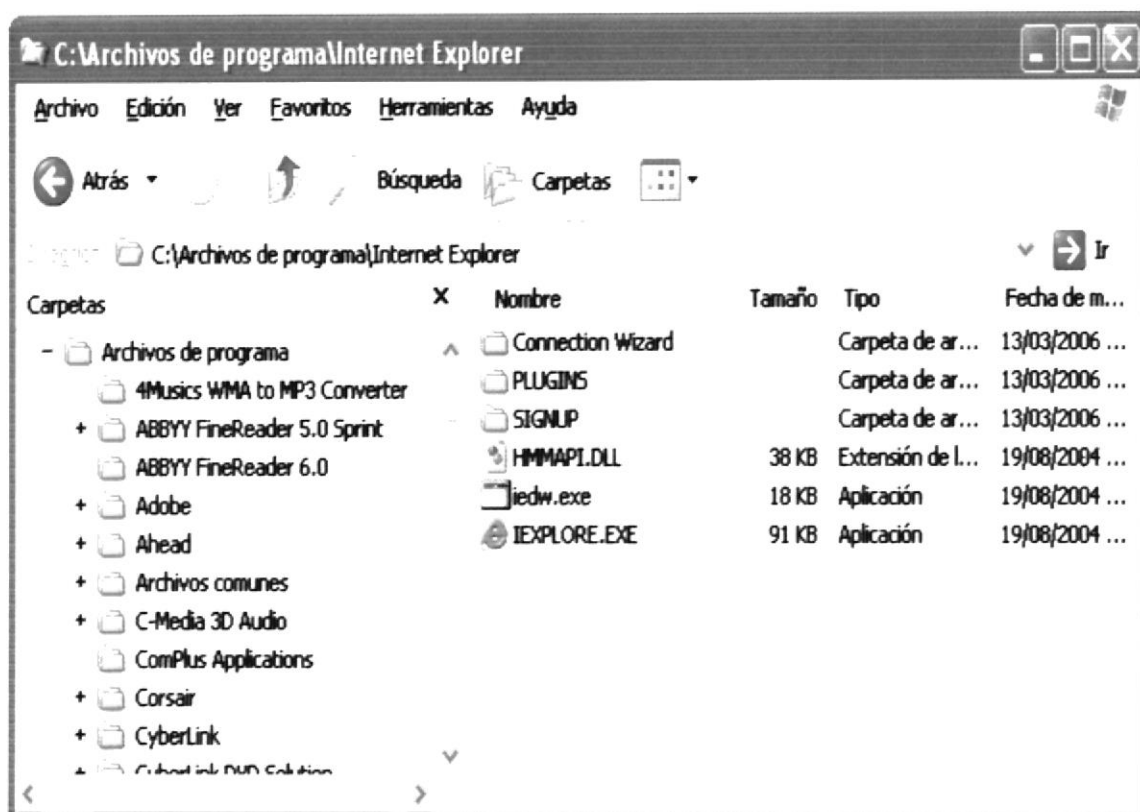 C:\Archivos de programa\Internet Explorer
Archivo Edición Ver Favoritos Herramientas Ayuda
Atrás Búsqueda Carpetas
C:\Archivos de programa\Internet Explorer Ir
Carpetas X Nombre Tamaño Tipo Fecha de m...
- Archivos de programa
4Musics WMA to MP3 Converter
+ ABBYY FineReader 5.0 Sprint
ABBYY FineReader 6.0
+ Adobe
+ Ahead
+ Archivos comunes
+ C-Media 3D Audio
ComPlus Applications
+ Corsair
+ CyberLink
+ CyberLink DVD Solution
Connection Wizard Carpeta de ar... 13/03/2006 ...
PLUGINS Carpeta de ar... 13/03/2006 ...
SIGNUP Carpeta de ar... 13/03/2006 ...
HMMAPI.DLL 38 KB Extensión de l... 19/08/2004 ...
iedw.exe 18 KB Aplicación 19/08/2004 ...
IEXPLORE.EXE 91 KB Aplicación 19/08/2004 ...